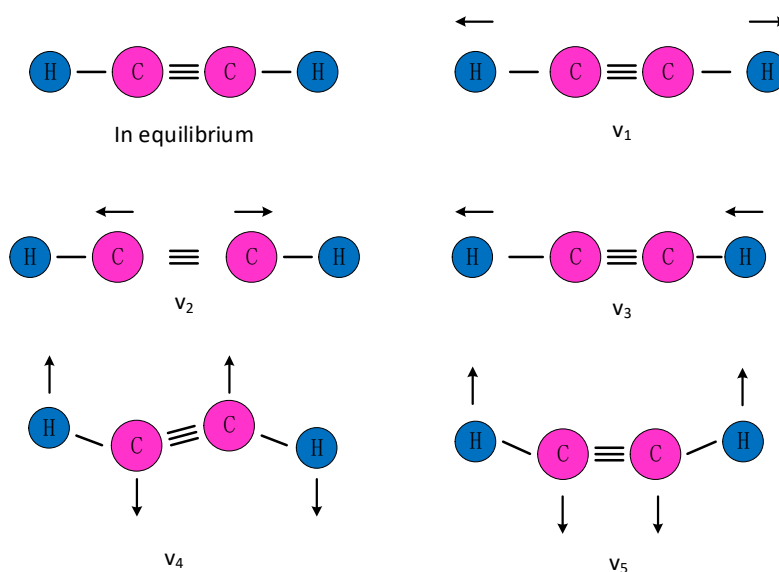 H C C H
H C C H
In equilibrium
v₁
H C C H
H C C H
v₂
v₃
H C C H
H C C H
v₄
v₅